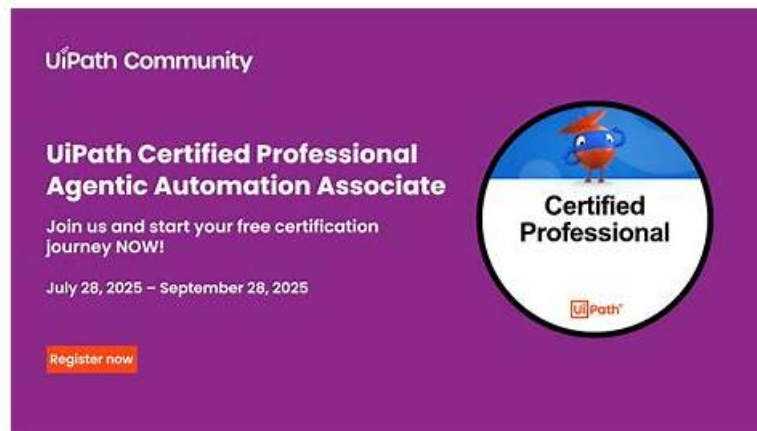 UiPath Community
UiPath Certified Professional
Agentic Automation Associate
Join us and start your free certification
journey NOW!
July 28, 2025 – September 28, 2025
Register now
Certified
Professional
UiPath